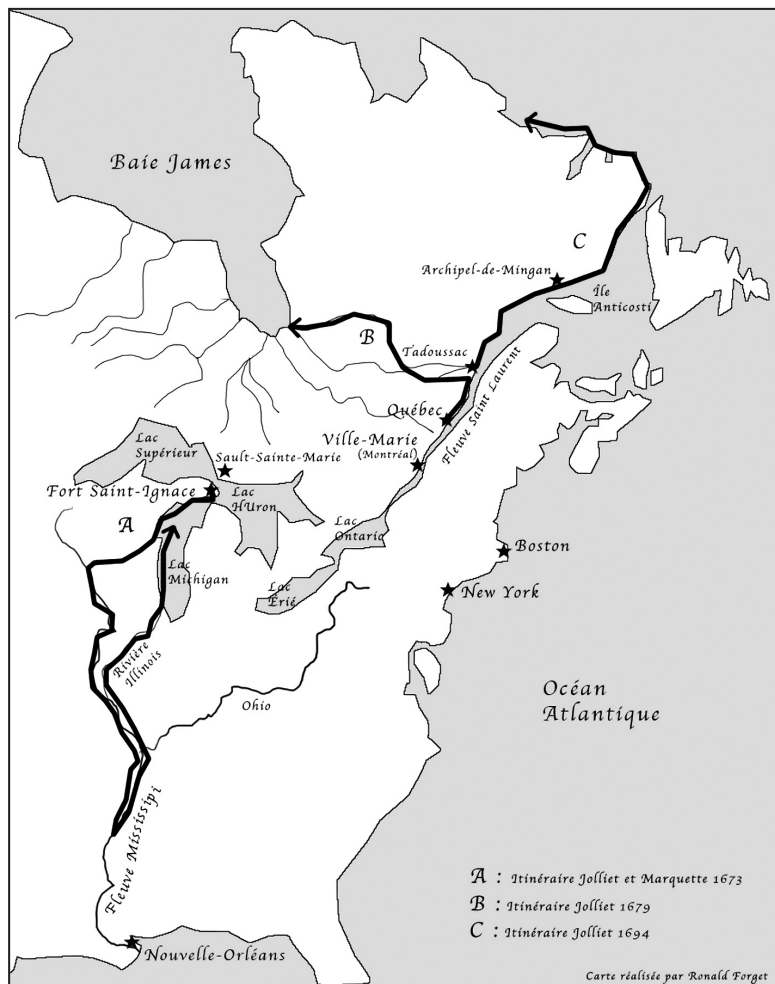 Baie James
C
Archipel-de-Mingan
Île
Anticosti
B
Tadoussac
Fleuve Saint Laurent
Québec
Ville-Marie
(Montréal)
Lac
Supérieur
Sault-Sainte-Marie
Fort Saint-Ignace
Lac
HUron
A
Lac
Ontario
Boston
Lac
Michigan
Lac
Érié
New York
Rivière
Illinois
Océan
Atlantique
Ohio
Fleuve Mississipi
A : Itinéraire Jolliet et Marquette 1673
B : Itinéraire Jolliet 1679
C : Itinéraire Jolliet 1694
Nouvelle-Orléans
Carte réalisée par Ronald Forget